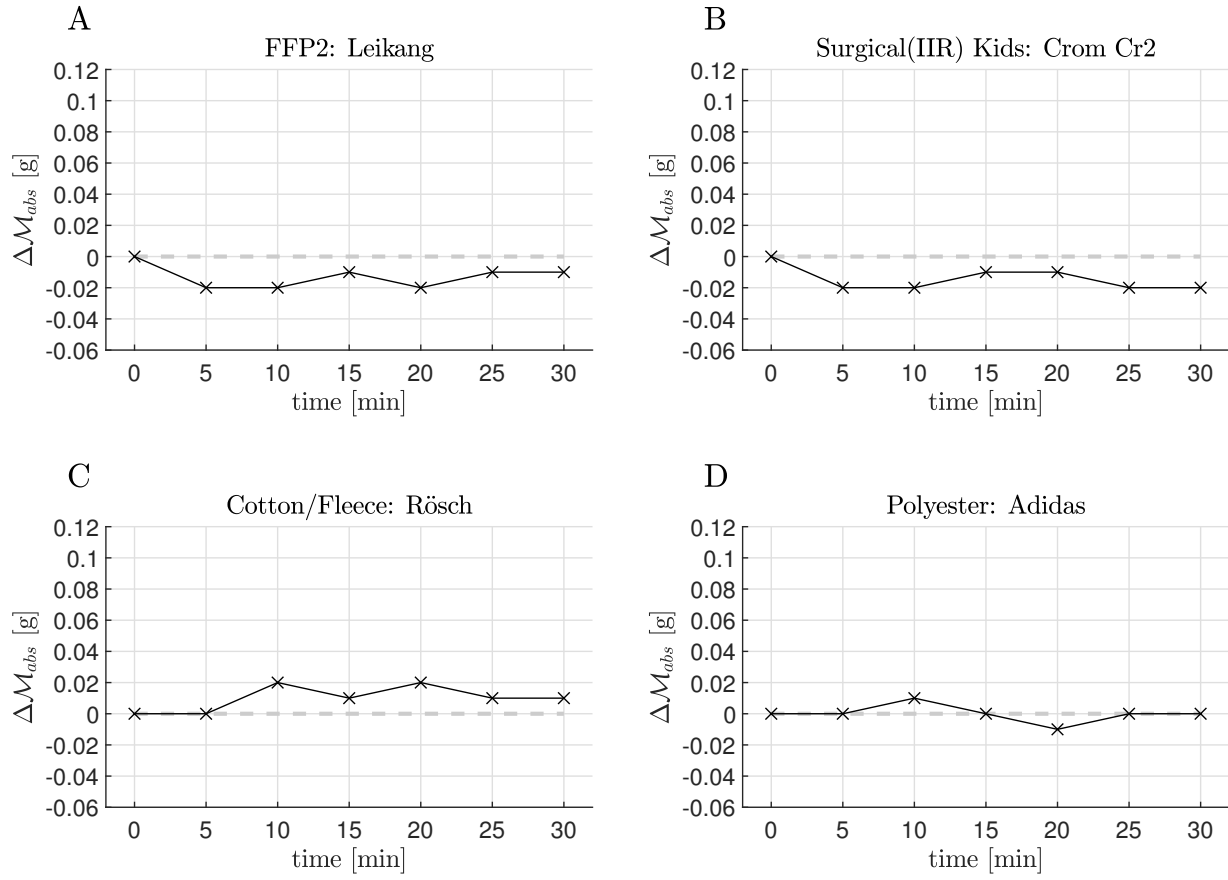 A
FFP2: Leikang
0.12
0.1
0.08
0.06
0.04
0.02
0
-0.02
-0.04
-0.06
Δℳ_abs [g]
0 5 10 15 20 25 30
time [min]
B
Surgical(IIR) Kids: Crom Cr2
0.12
0.1
0.08
0.06
0.04
0.02
0
-0.02
-0.04
-0.06
Δℳ_abs [g]
0 5 10 15 20 25 30
time [min]
C
Cotton/Fleece: Rösch
0.12
0.1
0.08
0.06
0.04
0.02
0
-0.02
-0.04
-0.06
Δℳ_abs [g]
0 5 10 15 20 25 30
time [min]
D
Polyester: Adidas
0.12
0.1
0.08
0.06
0.04
0.02
0
-0.02
-0.04
-0.06
Δℳ_abs [g]
0 5 10 15 20 25 30
time [min]